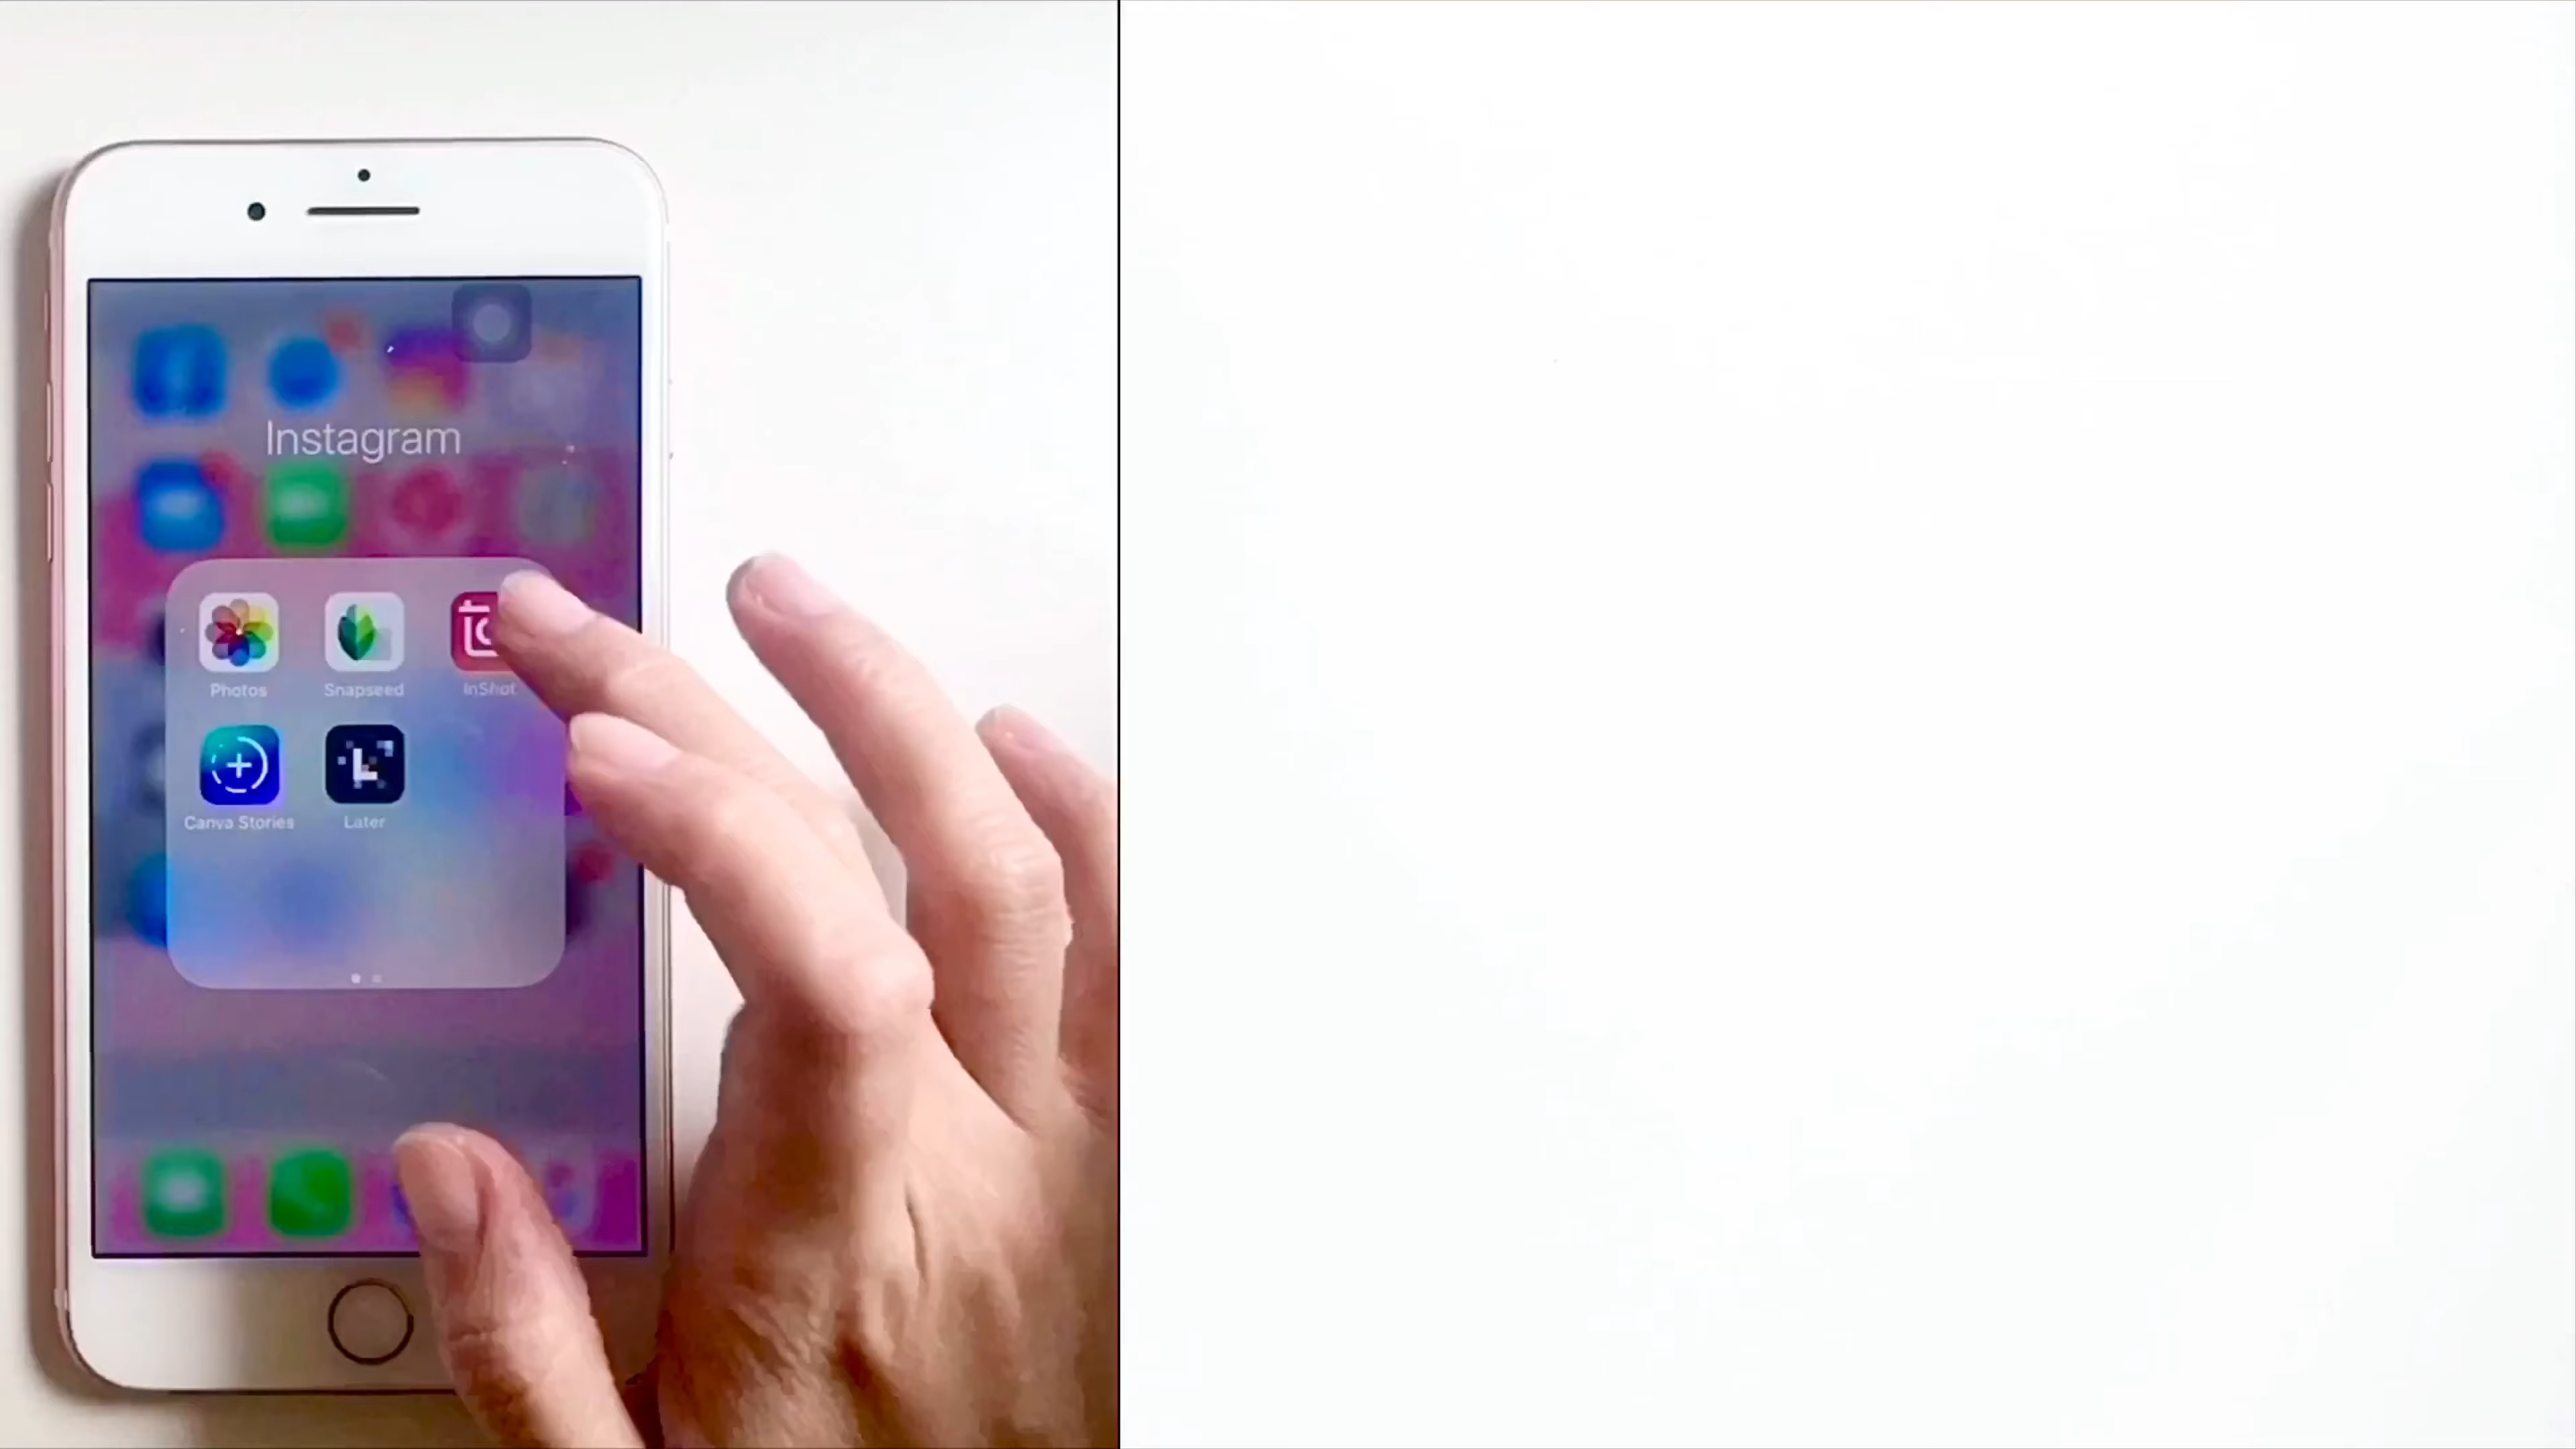 Instagram
Photos
Snapseed
InShot
Canva Stories
Later